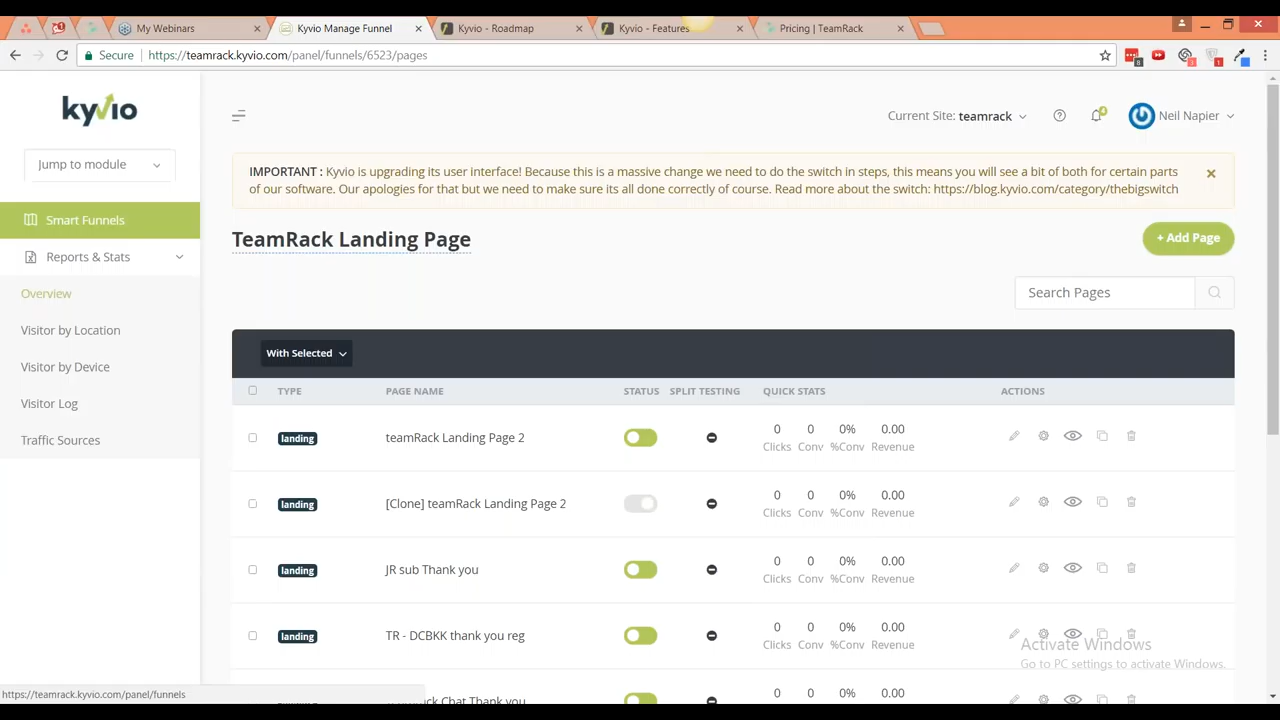 My Webinars
Kyvio Manage Funnel
Kyvio - Roadmap
Kyvio - Features
Pricing | TeamRack
Secure
https://teamrack.kyvio.com/panel/funnels/6523/pages
8
3
1
kyvio
Current Site: teamrack
4
Neil Napier
Jump to module
IMPORTANT : Kyvio is upgrading its user interface! Because this is a massive change we need to do the switch in steps, this means you will see a bit of both for certain parts
of our software. Our apologies for that but we need to make sure its all done correctly of course. Read more about the switch: https://blog.kyvio.com/category/thebigswitch
Smart Funnels
Reports & Stats
Overview
Visitor by Location
Visitor by Device
Visitor Log
Traffic Sources
TeamRack Landing Page
+ Add Page
Search Pages
With Selected
TYPE PAGE NAME STATUS SPLIT TESTING QUICK STATS ACTIONS
landing teamRack Landing Page 2 0 0 0% 0.00
Clicks Conv %Conv Revenue
landing [Clone] teamRack Landing Page 2 0 0 0% 0.00
Clicks Conv %Conv Revenue
landing JR sub Thank you 0 0 0% 0.00
Clicks Conv %Conv Revenue
landing TR - DCBKK thank you reg 0 0 0% 0.00
Clicks Conv %Conv Revenue
Chat Thank you 0 0 0% 0.00
Activate Windows
Go to PC settings to activate Windows.
https://teamrack.kyvio.com/panel/funnels